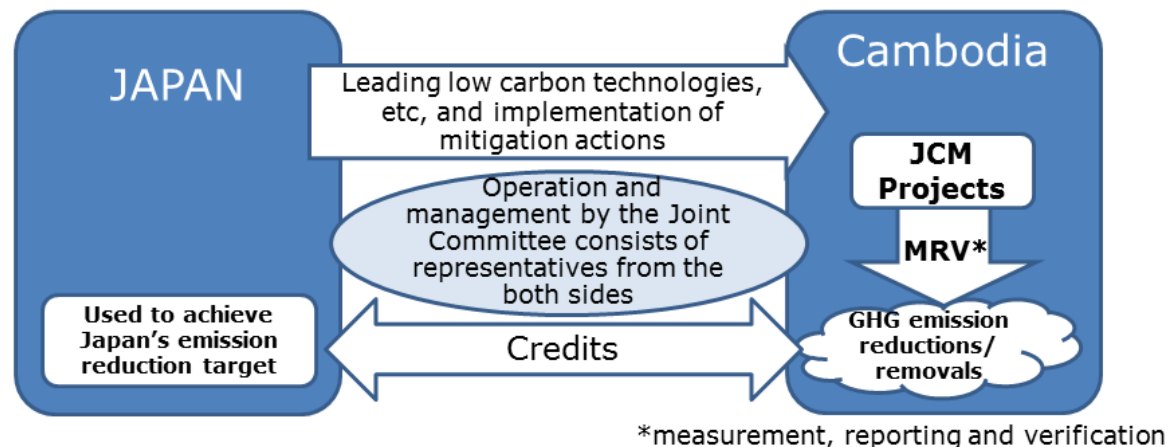 JAPAN
Cambodia
Leading low carbon technologies,
etc, and implementation of
mitigation actions
JCM
Projects
Operation and
management by the Joint
Committee consists of
representatives from the
both sides
MRV*
Used to achieve
Japan's emission
reduction target
Credits
GHG emission
reductions/
removals
*measurement, reporting and verification